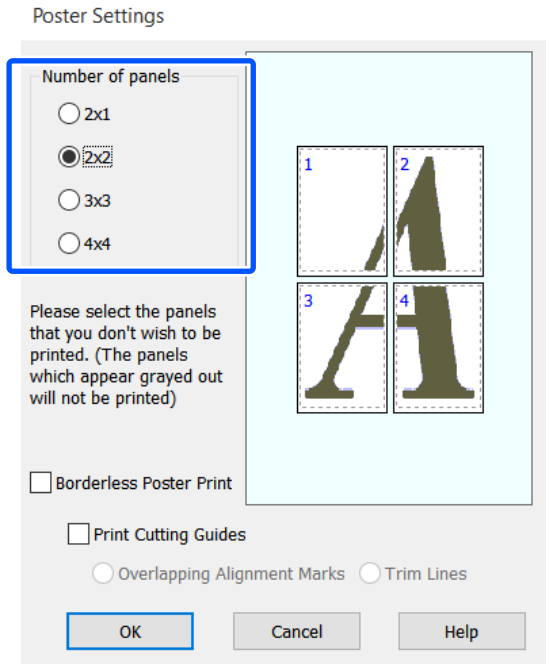 Poster Settings
Number of panels
2x1
2x2
3x3
4x4
1
2
3
4
Please select the panels
that you don't wish to be
printed. (The panels
which appear grayed out
will not be printed)
Borderless Poster Print
Print Cutting Guides
Overlapping Alignment Marks
Trim Lines
OK
Cancel
Help